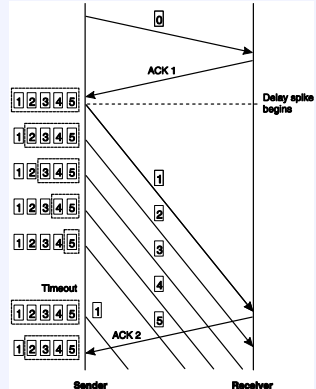 0
ACK 1
1 2 3 4 5
Delay spike
begins
1 2 3 4 5
1 2 3 4 5
1
1 2 3 4 5
2
1 2 3 4 5
3
4
Timeout
1 2 3 4 5
1
5
ACK 2
1 2 3 4 5
Sender
Receiver